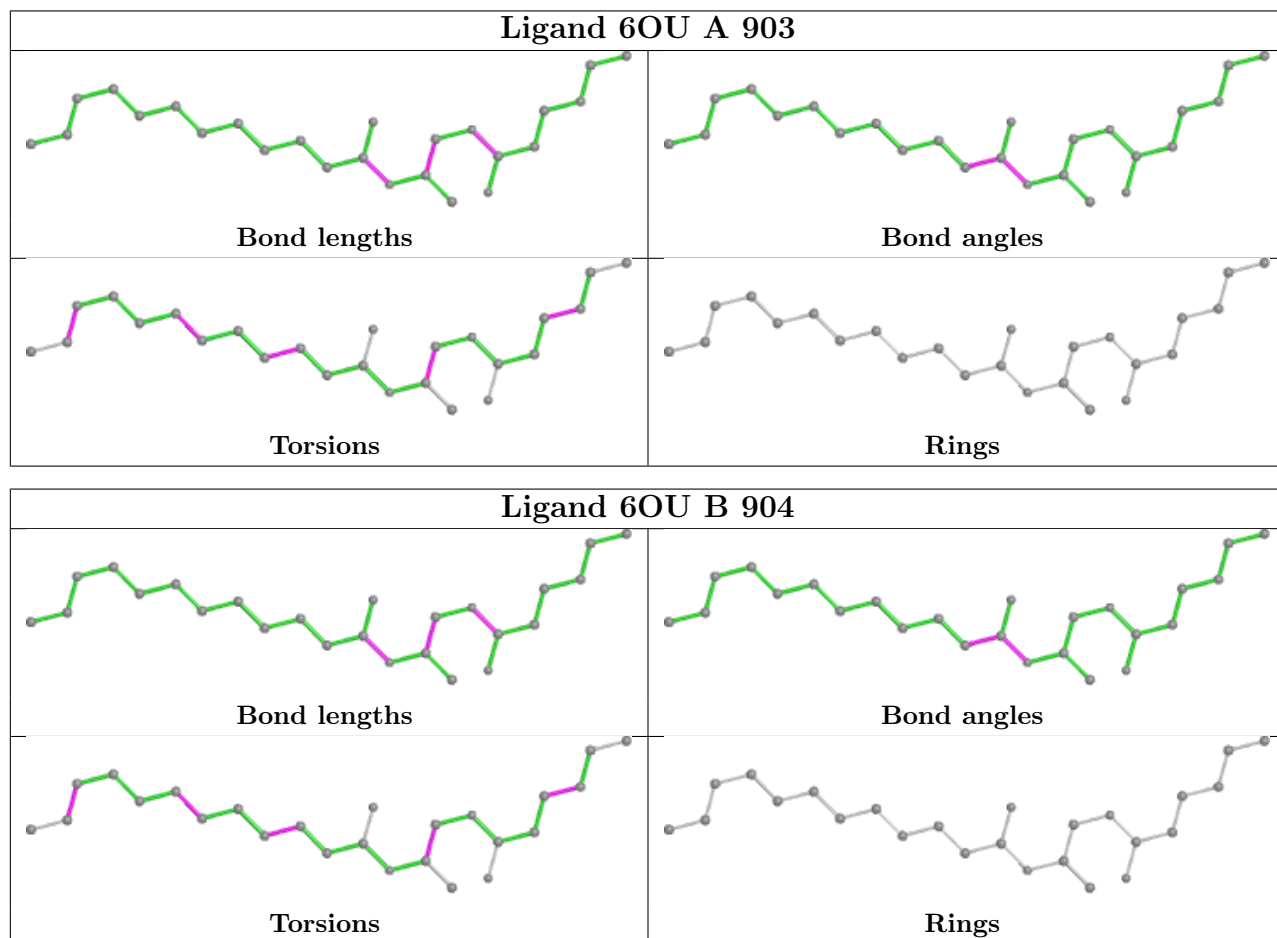 Ligand 6OU A 903
Bond lengths
Bond angles
Torsions
Rings
Ligand 6OU B 904
Bond lengths
Bond angles
Torsions
Rings